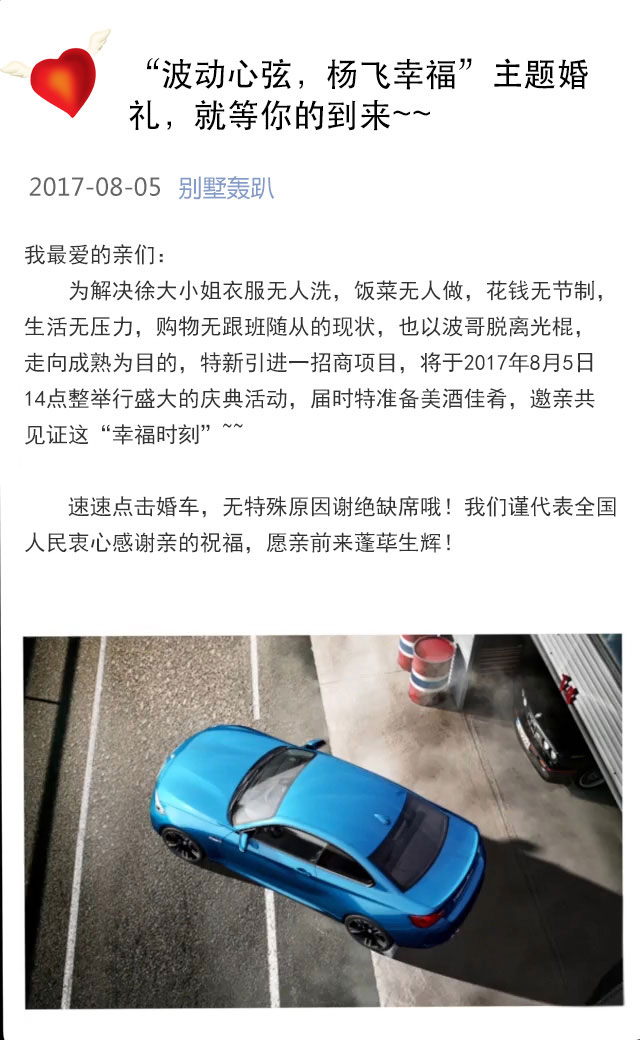 “波动心弦，杨飞幸福”主题婚
礼，就等你的到来~~
2017-08-05 别墅轰趴
我最爱的亲们：
为解决徐大小姐衣服无人洗，饭菜无人做，花钱无节制，
生活无压力，购物无跟班随从的现状，也以波哥脱离光棍，
走向成熟为目的，特新引进一招商项目，将于2017年8月5日
14点整举行盛大的庆典活动，届时特准备美酒佳肴，邀亲共
见证这“幸福时刻”~~
速速点击婚车，无特殊原因谢绝缺席哦！我们谨代表全国
人民衷心感谢亲的祝福，愿亲前来蓬荜生辉！